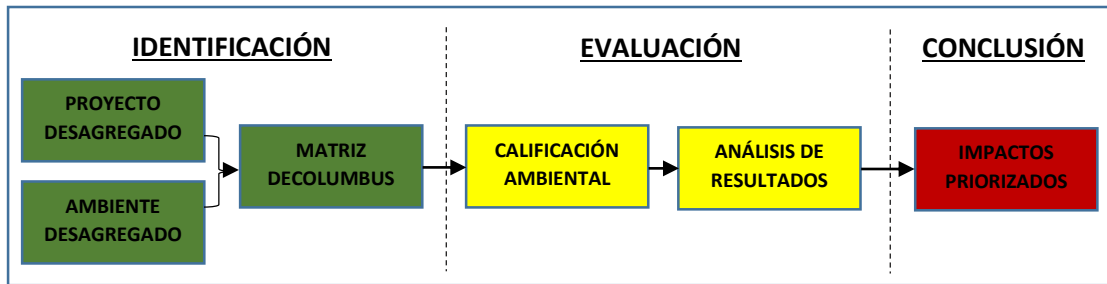 IDENTIFICACIÓN
PROYECTO
DESAGREGADO
AMBIENTE
DESAGREGADO
MATRIZ
DECOLUMBUS
EVALUACIÓN
CALIFICACIÓN
AMBIENTAL
ANÁLISIS DE
RESULTADOS
CONCLUSIÓN
IMPACTOS
PRIORIZADOS